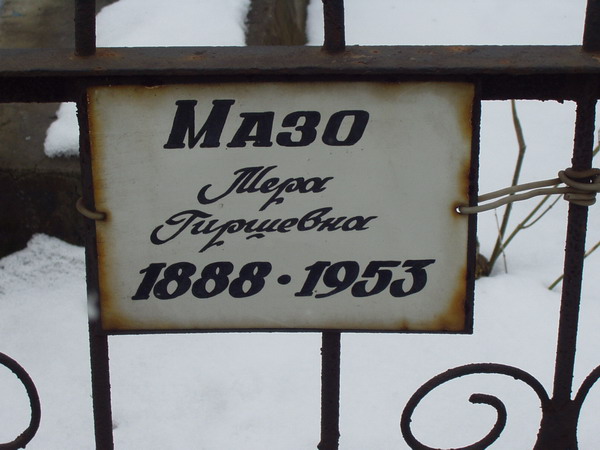 МАЗО
Мера
Гиршевна
1888 • 1953